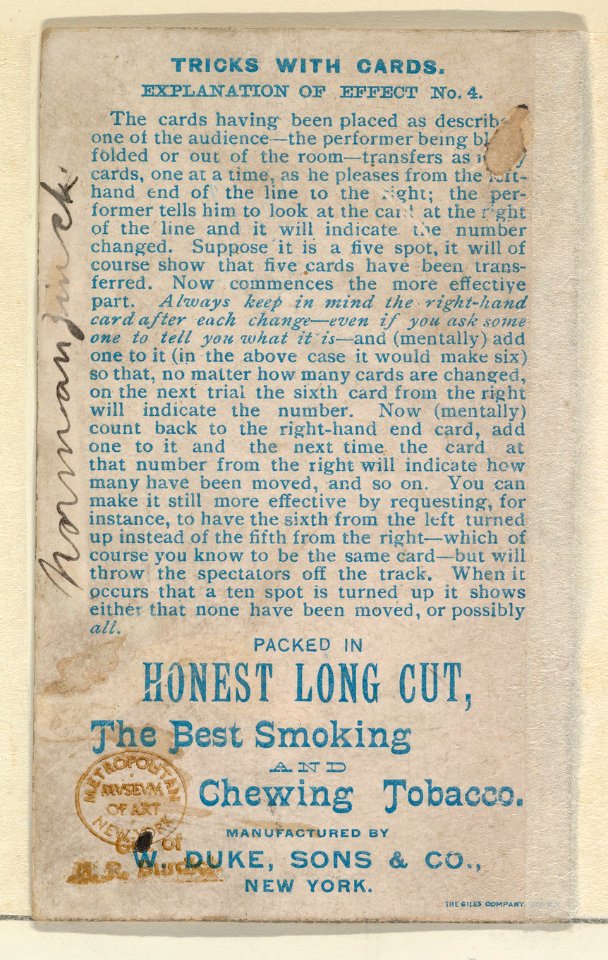 TRICKS WITH CARDS.
EXPLANATION OF EFFECT No. 4.
The cards having been placed as describ
one of the audience—the performer being bl
folded or out of the room—transfers as
cards, one at a time, as he pleases from the left-
hand end of the line to the right; the per-
former tells him to look at the card at the right
of the line and it will indicate the number
changed. Suppose it is a five spot, it will of
course show that five cards have been trans-
ferred. Now commences the more effective
part. Always keep in mind the right-hand
card after each change—even if you ask some
one to tell you what it is—and (mentally) add
one to it (in the above case it would make six)
so that, no matter how many cards are changed,
on the next trial the sixth card from the right
will indicate the number. Now (mentally)
count back to the right-hand end card, add
one to it and the next time the card at
that number from the right will indicate how
many have been moved, and so on. You can
make it still more effective by requesting, for
instance, to have the sixth from the left turned
up instead of the fifth from the right—which of
course you know to be the same card—but will
throw the spectators off the track. When it
occurs that a ten spot is turned up it shows
either that none have been moved, or possibly
all.
PACKED IN
HONEST LONG CUT,
The Best Smoking
AND
Chewing Tobacco.
MANUFACTURED BY
W. DUKE, SONS & CO.,
NEW YORK.
THE GILES COMPANY
norman
METROPOLITAN
MUSEUM
OF ART
NEW YORK
of